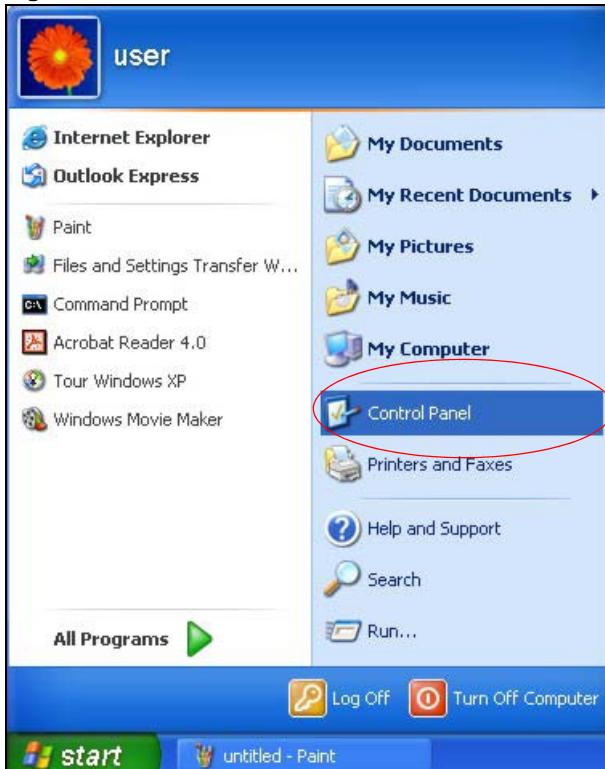 user
Internet Explorer
Outlook Express
Paint
Files and Settings Transfer W...
Command Prompt
Acrobat Reader 4.0
Tour Windows XP
Windows Movie Maker
All Programs
My Documents
My Recent Documents
My Pictures
My Music
My Computer
Control Panel
Printers and Faxes
Help and Support
Search
Run...
Log Off
Turn Off Computer
start
untitled - Paint